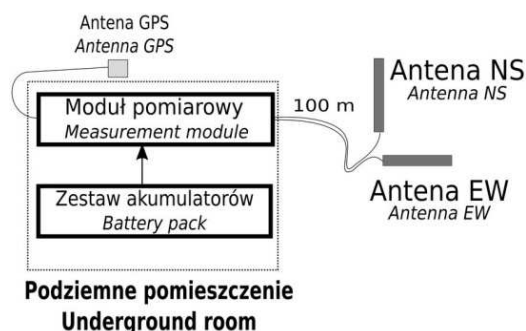 Antena GPS
Antenna GPS
Moduł pomiarowy
Measurement module
100 m
Antena NS
Antenna NS
Antena EW
Antenna EW
Zestaw akumulatorów
Battery pack
Podziemne pomieszczenie
Underground room